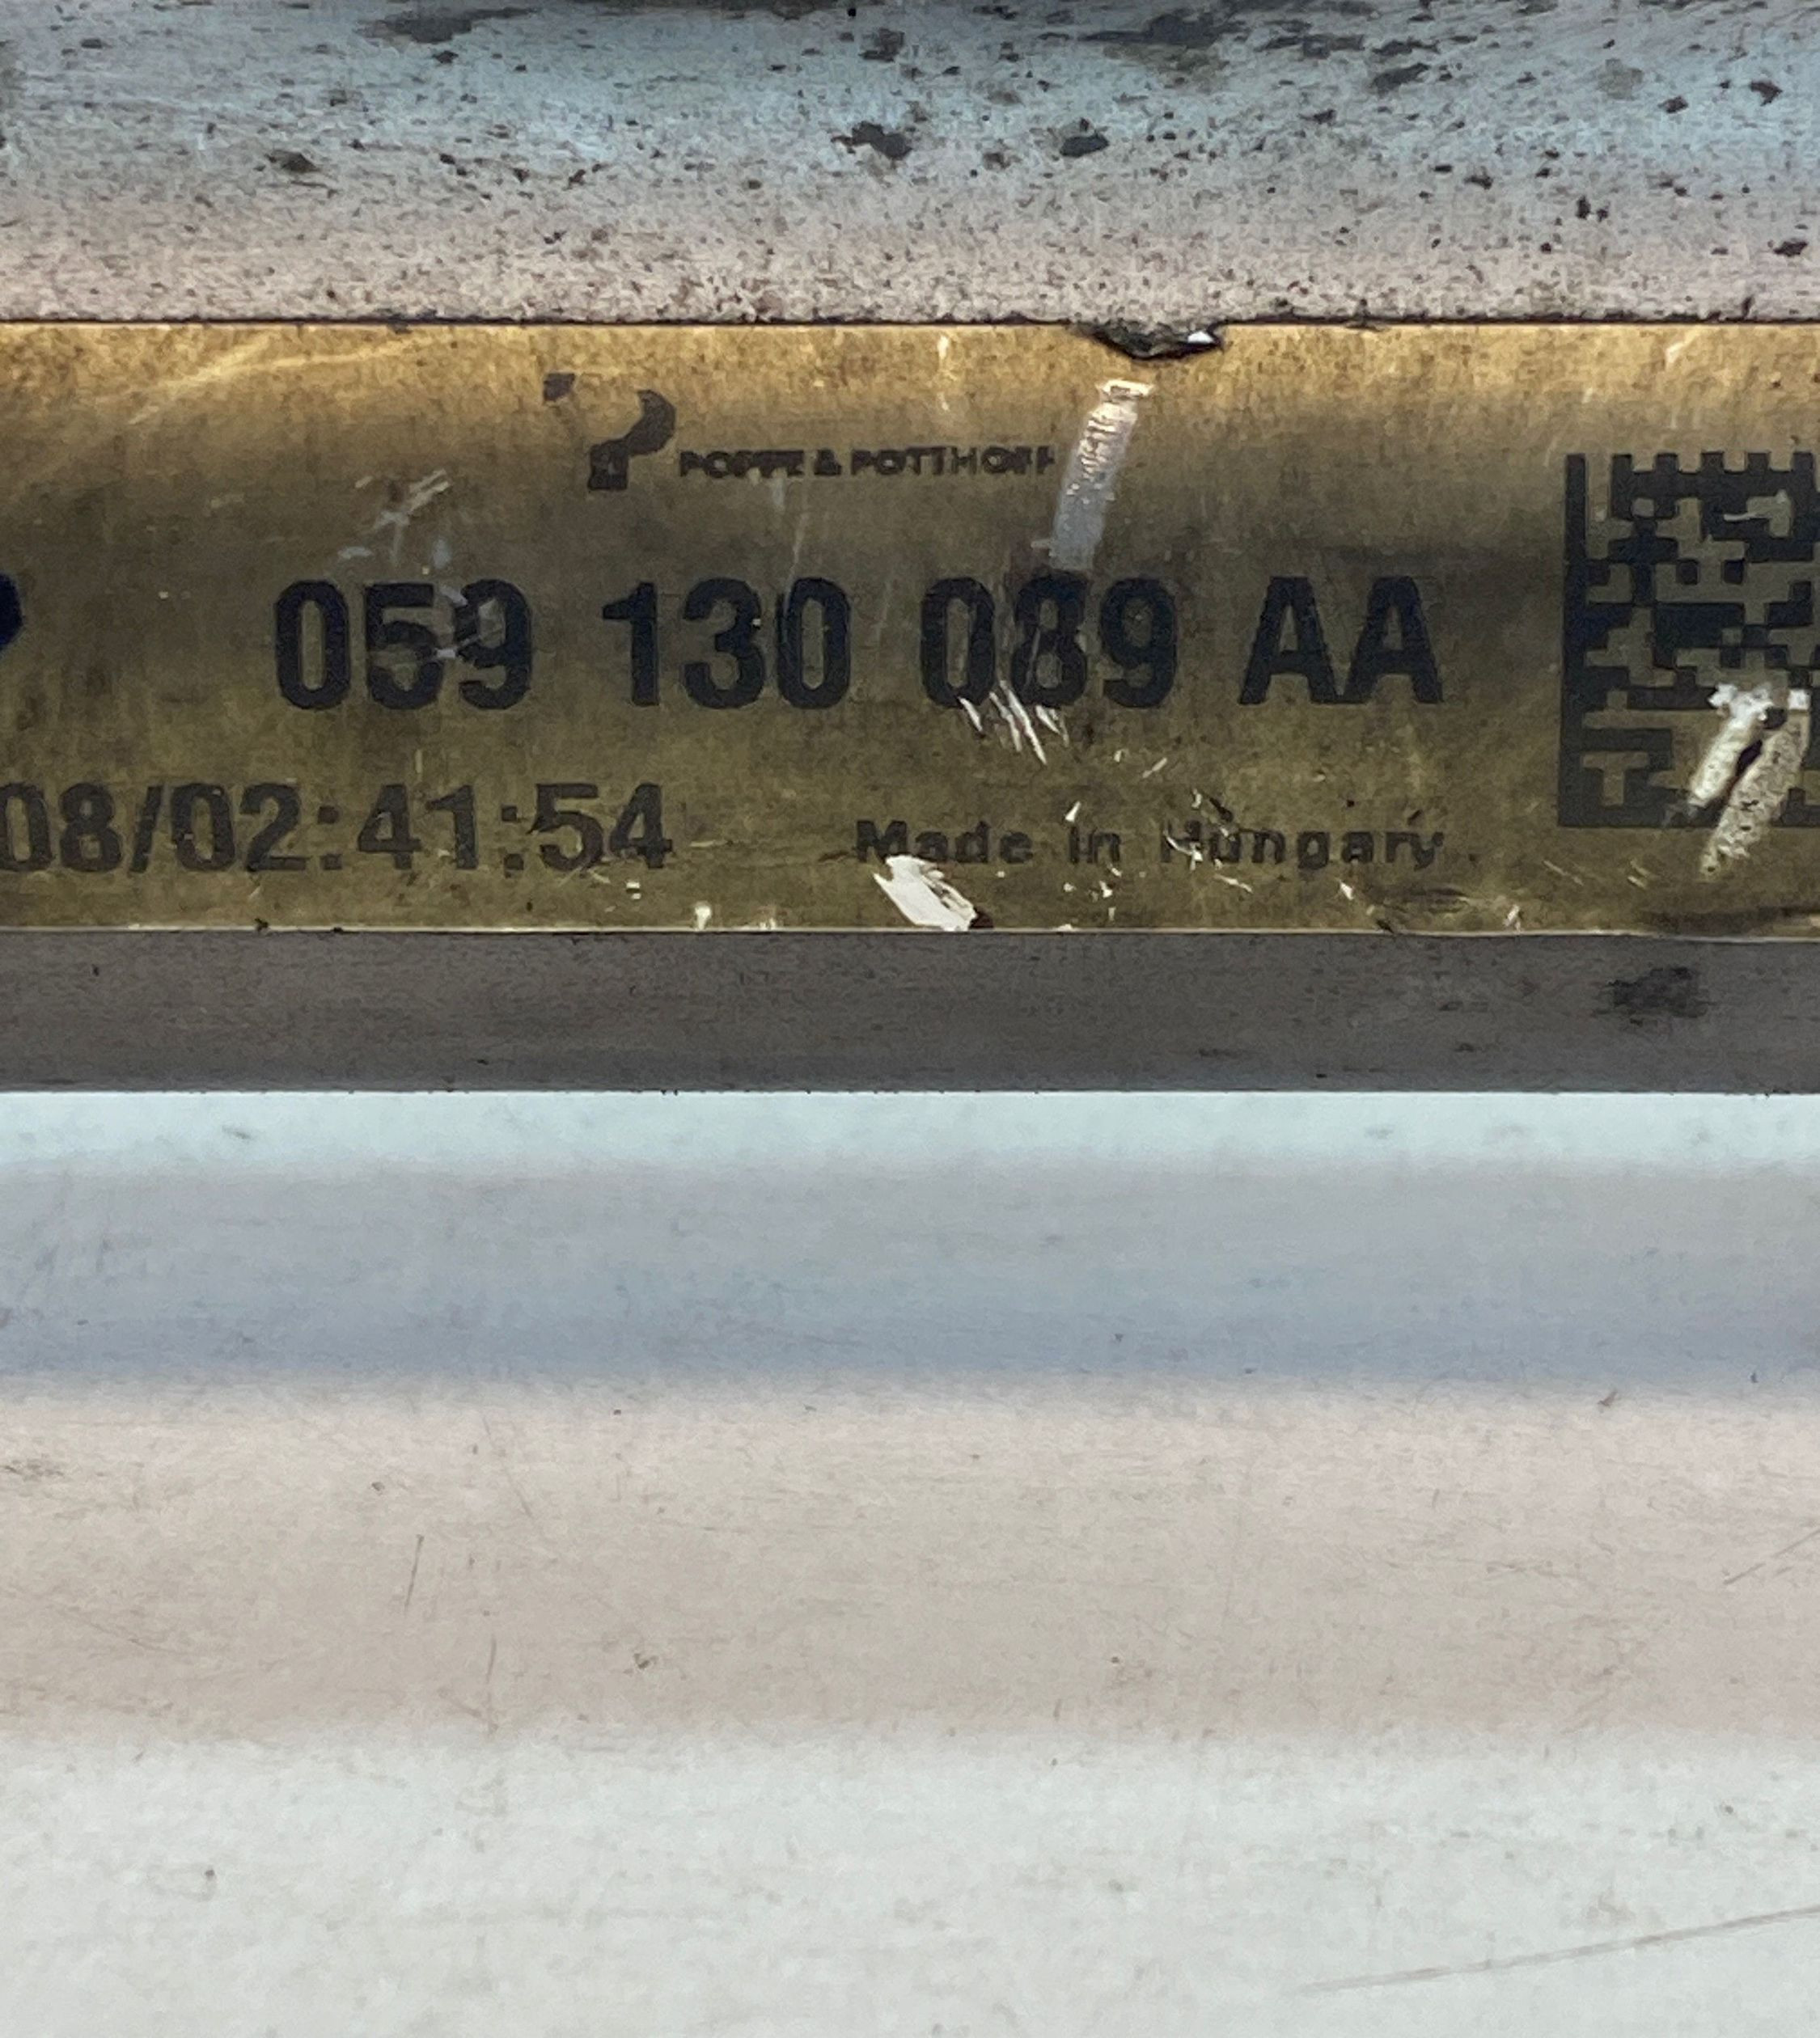 POPPE & POTTHOFF
059 130 089 AA
08/02:41:54
Made in Hungary